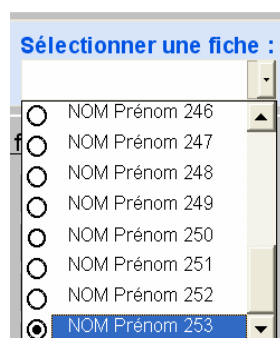 Sélectionner une fiche :
NOM Prénom 246
NOM Prénom 247
NOM Prénom 248
NOM Prénom 249
NOM Prénom 250
NOM Prénom 251
NOM Prénom 252
NOM Prénom 253